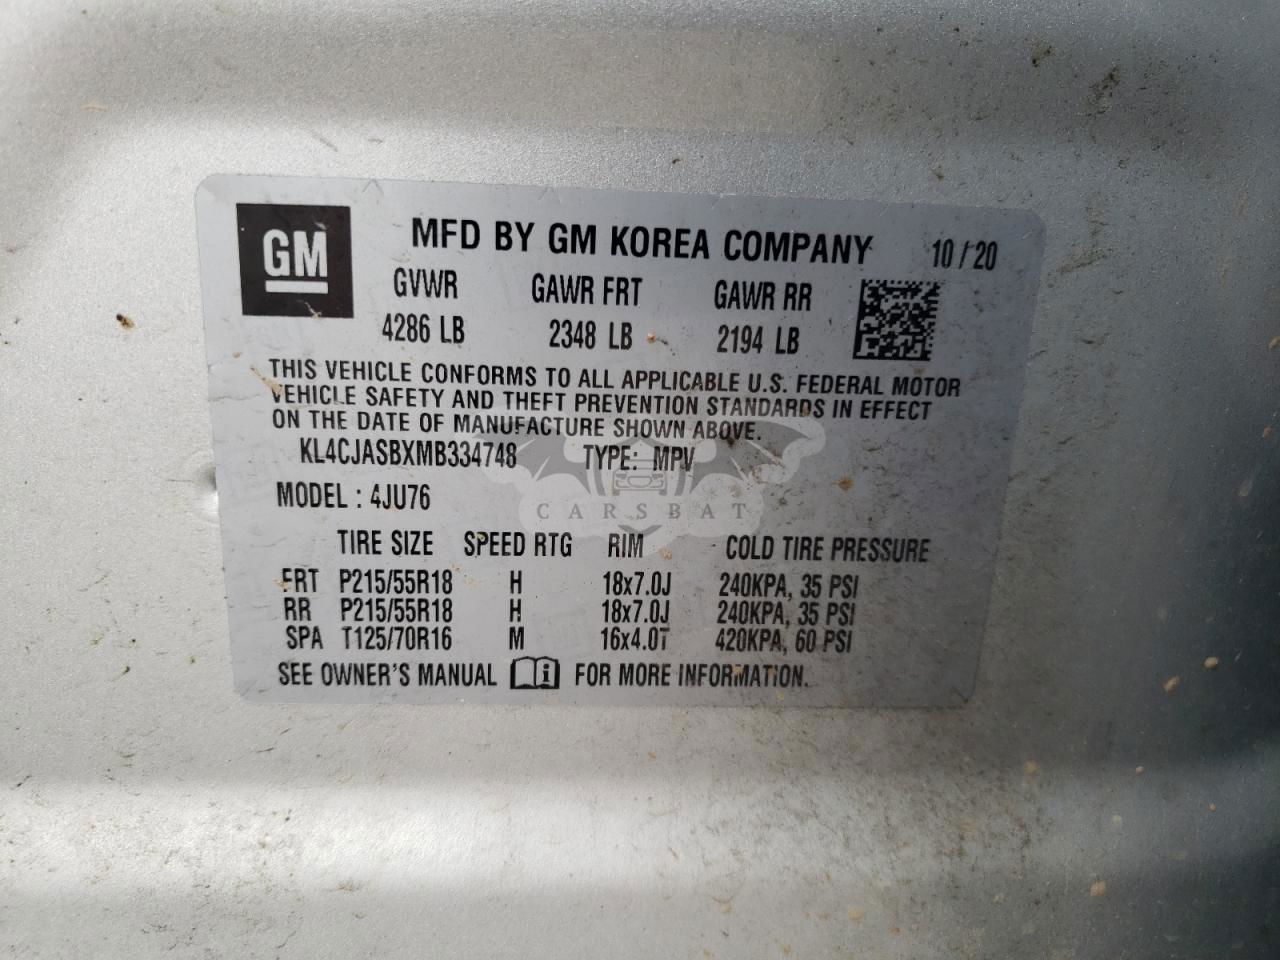 GM
MFD BY GM KOREA COMPANY 10/20
GVWR GAWR FRT GAWR RR
4286 LB 2348 LB 2194 LB
THIS VEHICLE CONFORMS TO ALL APPLICABLE U.S. FEDERAL MOTOR
VEHICLE SAFETY AND THEFT PREVENTION STANDARDS IN EFFECT
ON THE DATE OF MANUFACTURE SHOWN ABOVE.
KL4CJASBXMB334748 TYPE: MPV
MODEL : 4JU76
CARSBAT
TIRE SIZE SPEED RTG RIM COLD TIRE PRESSURE
FRT P215/55R18 H 18x7.0J 240KPA, 35 PSI
RR P215/55R18 H 18x7.0J 240KPA, 35 PSI
SPA T125/70R16 M 16x4.0T 420KPA, 60 PSI
SEE OWNER'S MANUAL i FOR MORE INFORMATION.